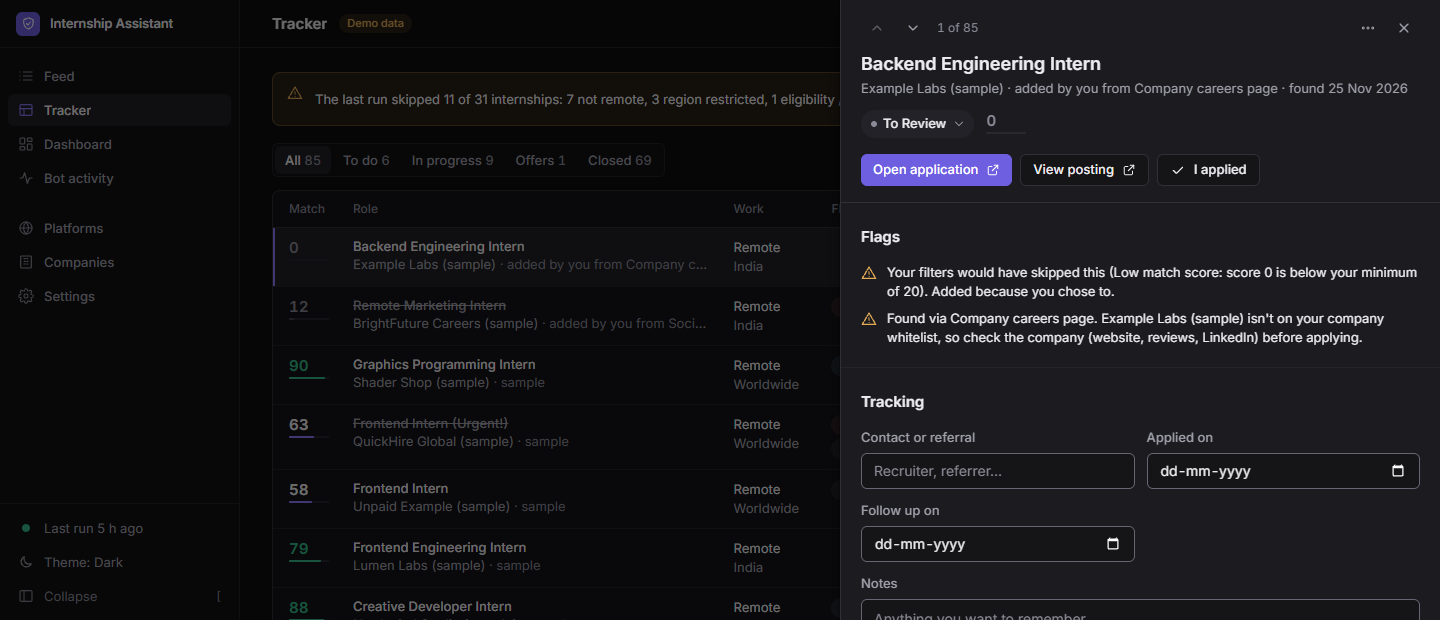 Internship Assistant
Feed
Tracker
Dashboard
Bot activity
Platforms
Companies
Settings
Last run 5 h ago
Theme: Dark
Collapse [
Tracker Demo data
The last run skipped 11 of 31 internships: 7 not remote, 3 region restricted, 1 eligibility
All 85 To do 6 In progress 9 Offers 1 Closed 69
Match Role Work
0 Backend Engineering Intern Remote
Example Labs (sample) · added by you from Company c... India
12 Remote Marketing Intern Remote
BrightFuture Careers (sample) · added by you from Soci... India
90 Graphics Programming Intern Remote
Shader Shop (sample) · sample Worldwide
63 Frontend Intern (Urgent!) Remote
QuickHire Global (sample) · sample Worldwide
58 Frontend Intern Remote
Unpaid Example (sample) · sample Worldwide
79 Frontend Engineering Intern Remote
Lumen Labs (sample) · sample India
88 Creative Developer Intern Remote
1 of 85
Backend Engineering Intern
Example Labs (sample) · added by you from Company careers page · found 25 Nov 2026
To Review 0
Open application View posting I applied
Flags
Your filters would have skipped this (Low match score: score 0 is below your minimum
of 20). Added because you chose to.
Found via Company careers page. Example Labs (sample) isn't on your company
whitelist, so check the company (website, reviews, LinkedIn) before applying.
Tracking
Contact or referral Applied on
Recruiter, referrer... dd-mm-yyyy
Follow up on
dd-mm-yyyy
Notes
Anything you want to remember